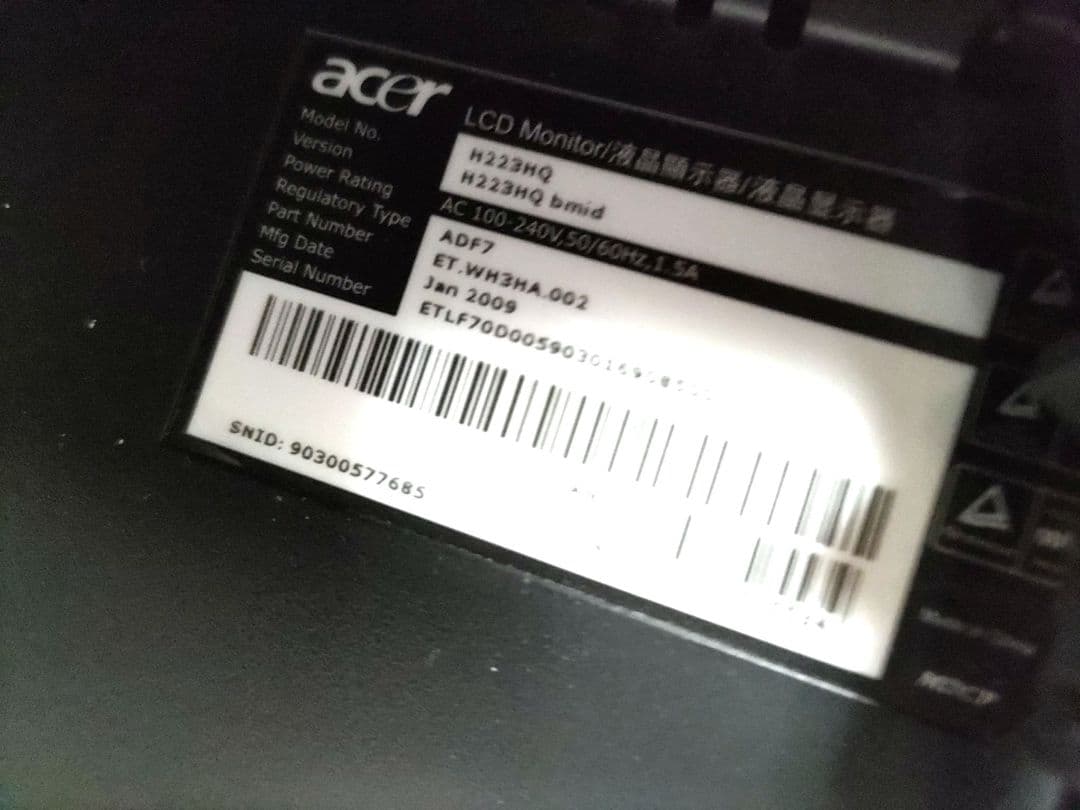 acer
LCD Monitor/液晶顯示器/液晶显示器
Model No. H223HQ
Version H223HQ bmid
Power Rating AC 100-240V,50/60Hz,1.5A
Regulatory Type ADF7
Part Number ET.WH3HA.002
Mfg Date Jan 2009
Serial Number
SNID: 90300577685